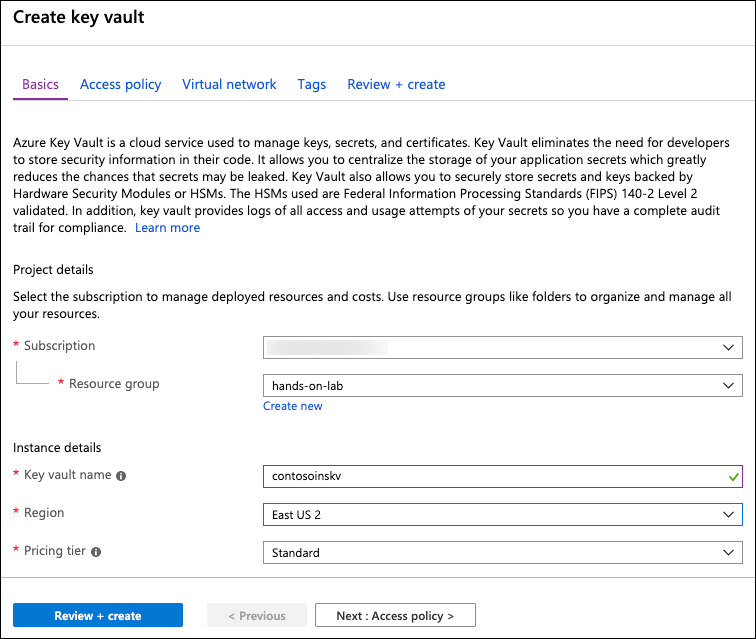 Create key vault
Basics Access policy Virtual network Tags Review + create
Azure Key Vault is a cloud service used to manage keys, secrets, and certificates. Key Vault eliminates the need for developers
to store security information in their code. It allows you to centralize the storage of your application secrets which greatly
reduces the chances that secrets may be leaked. Key Vault also allows you to securely store secrets and keys backed by
Hardware Security Modules or HSMs. The HSMs used are Federal Information Processing Standards (FIPS) 140-2 Level 2
validated. In addition, key vault provides logs of all access and usage attempts of your secrets so you have a complete audit
trail for compliance. Learn more
Project details
Select the subscription to manage deployed resources and costs. Use resource groups like folders to organize and manage all
your resources.
* Subscription
* Resource group hands-on-lab
Create new
Instance details
* Key vault name contosoinskv
* Region East US 2
* Pricing tier Standard
Review + create < Previous Next : Access policy >